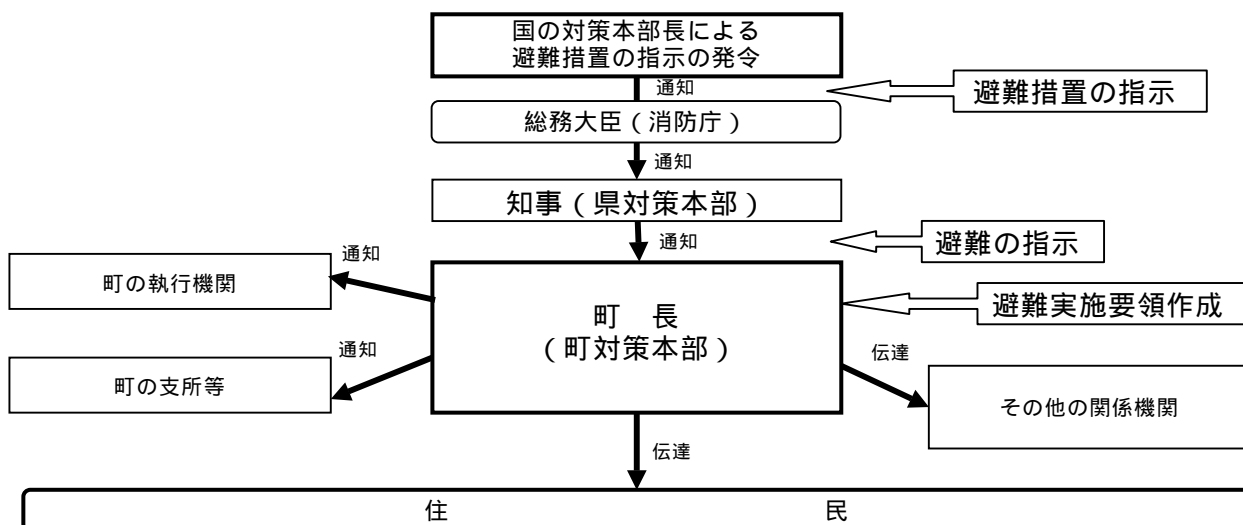 国の対策本部長による
避難措置の指示の発令
通知
避難措置の指示
総務大臣(消防庁)
通知
知事(県対策本部)
通知
避難の指示
通知
町の執行機関
避難実施要領作成
町 長
(町対策本部)
通知
伝達
町の支所等
その他の関係機関
伝達
住 民